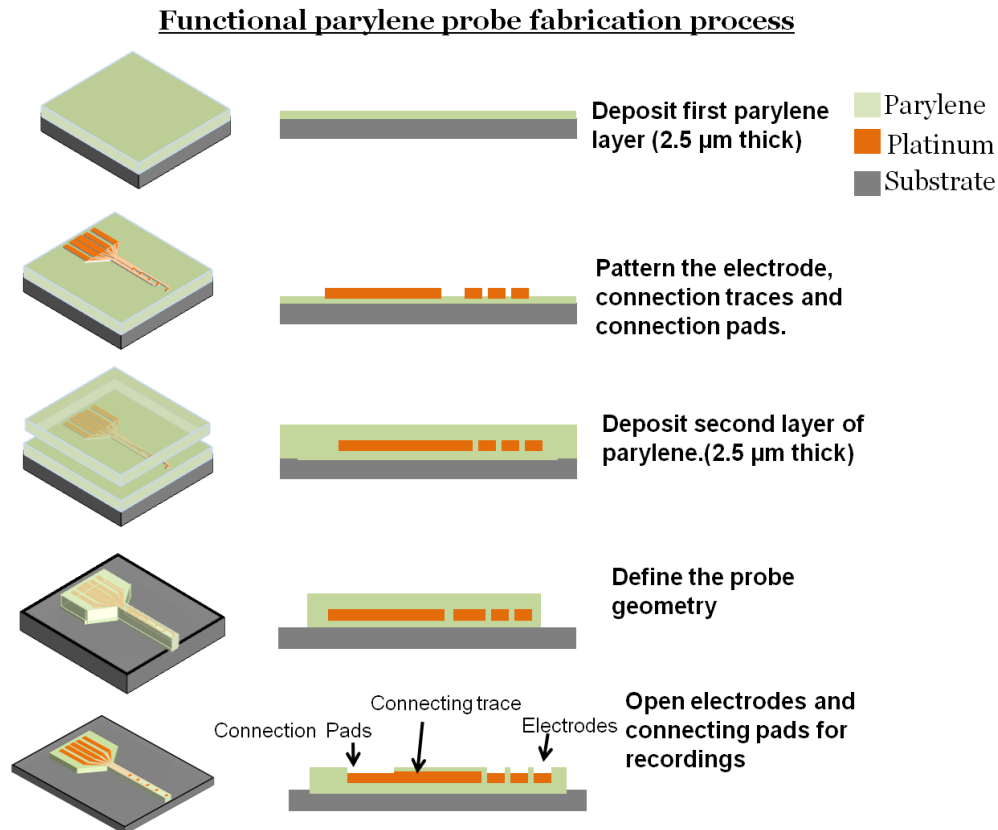 Functional parylene probe fabrication process
Deposit first parylene
layer (2.5 µm thick)
Parylene
Platinum
Substrate
Pattern the electrode,
connection traces and
connection pads.
Deposit second layer of
parylene.(2.5 µm thick)
Define the probe
geometry
Open electrodes and
connecting pads for
recordings
Connecting trace
Connection Pads
Electrodes